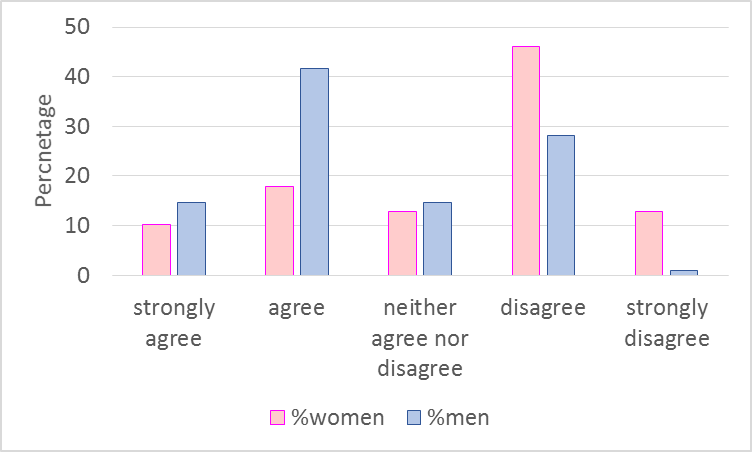 50
40
30
20
10
0
Percnetage
strongly
agree
agree
neither
agree nor
disagree
disagree
strongly
disagree
%women
%men